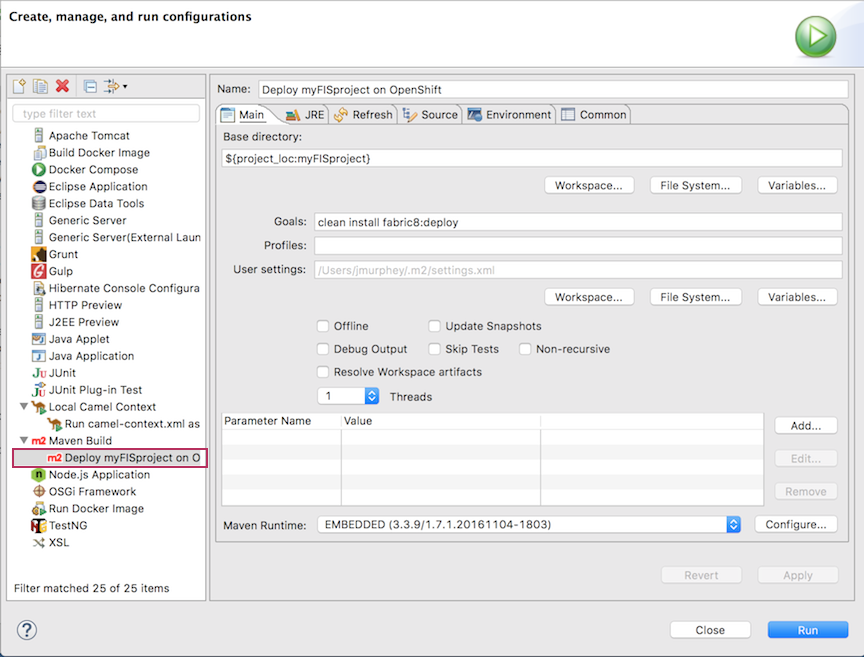 Create, manage, and run configurations
type filter text
Apache Tomcat
Build Docker Image
Docker Compose
Eclipse Application
Eclipse Data Tools
Generic Server
Generic Server(External Laun
Grunt
Gulp
Hibernate Console Configura
HTTP Preview
J2EE Preview
Java Applet
Java Application
Ju JUnit
JUnit Plug-in Test
Local Camel Context
Run camel-context.xml as
m2 Maven Build
m2 Deploy myFISproject on O
n Node.js Application
OSGi Framework
Run Docker Image
TestNG
XSL
Filter matched 25 of 25 items
Name: Deploy myFISproject on OpenShift
Main JRE Refresh Source Environment Common
Base directory:
${project_loc:myFISproject}
Workspace... File System... Variables...
Goals: clean install fabric8:deploy
Profiles:
User settings: /Users/jmurphey/.m2/settings.xml
Workspace... File System... Variables...
Offline Update Snapshots
Debug Output Skip Tests Non-recursive
Resolve Workspace artifacts
1 Threads
Parameter Name Value
Add...
Edit...
Remove
Maven Runtime: EMBEDDED (3.3.9/1.7.1.20161104-1803) Configure...
Revert Apply
? Close Run